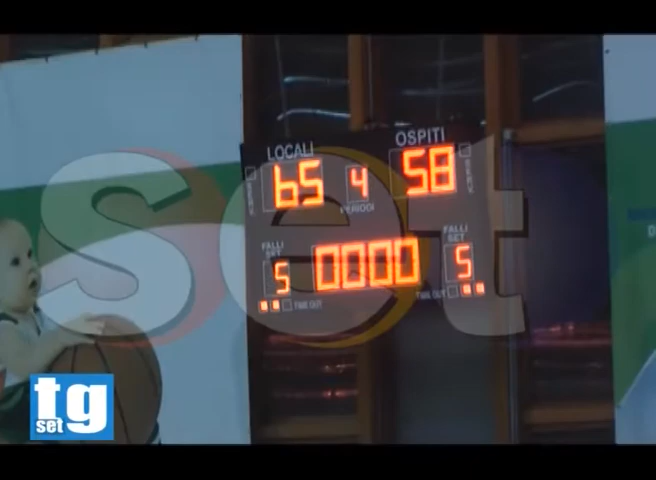 LOCALI
OSPITI
65
4
58
PERIODI
FALLI
SET
FALLI
SET
5
0000
5
TIME OUT
TIME OUT
set
tg
set
D